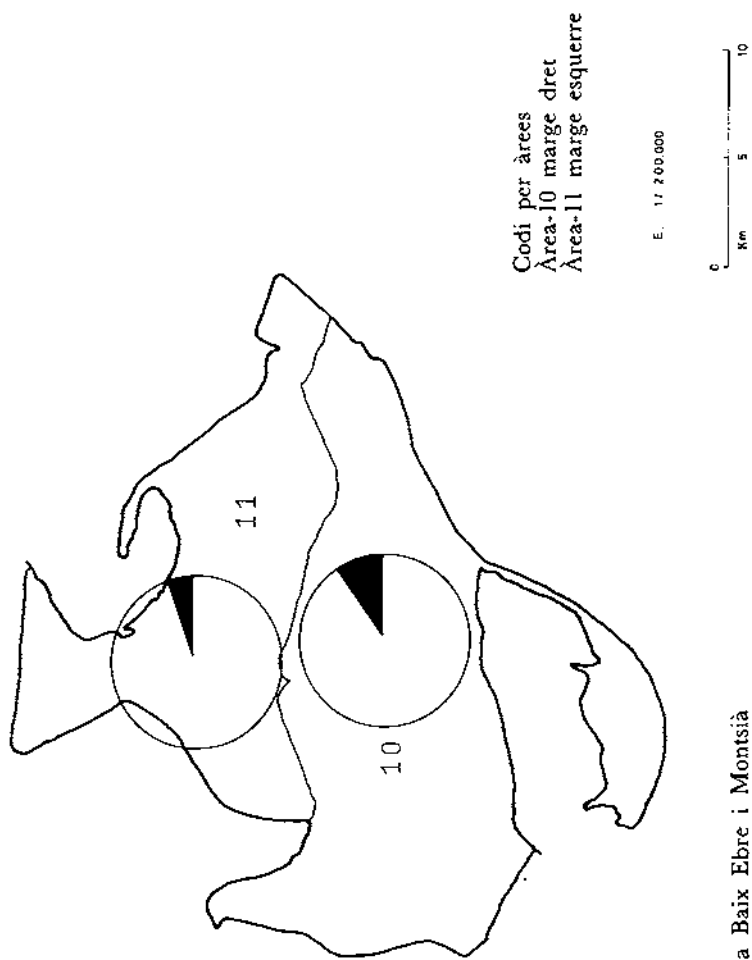 11
10
Codi per àrees
Àrea-10 marge dret
Àrea-11 marge esquerre
E. 1/ 200.000
0 5 10
Km
a Baix Ebre i Montsià